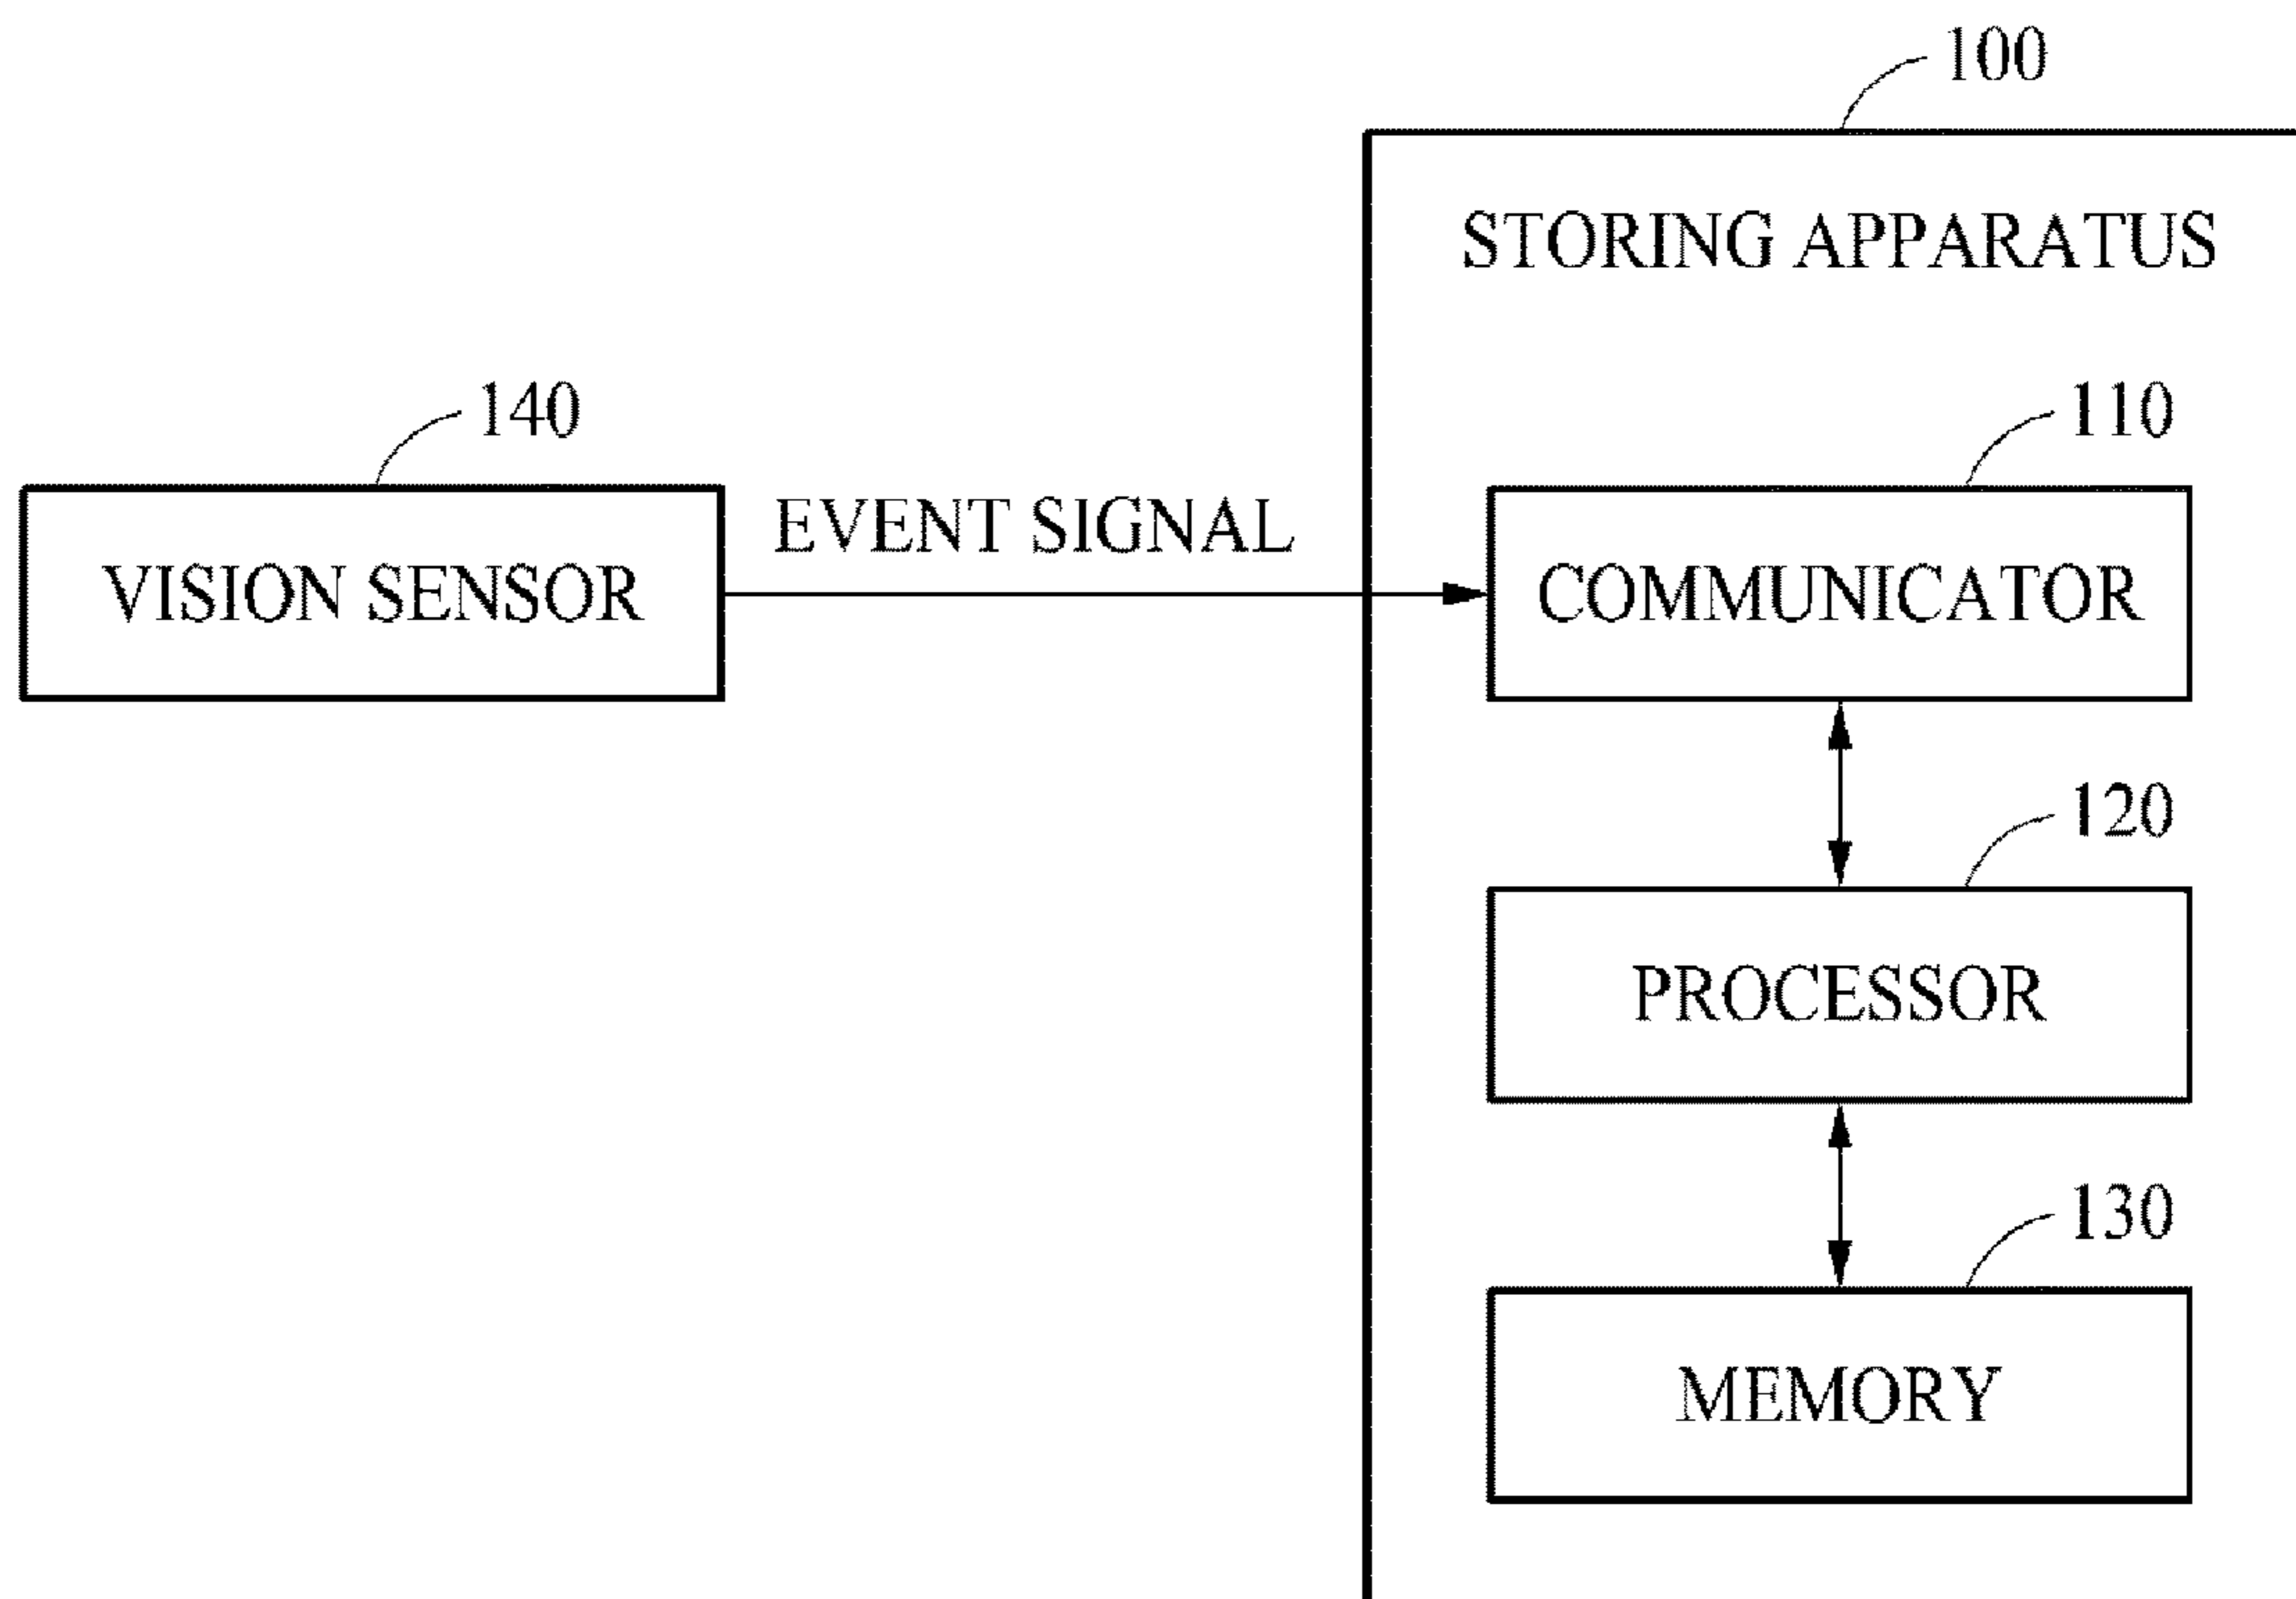 100
STORING APPARATUS
140
110
VISION SENSOR
EVENT SIGNAL
COMMUNICATOR
120
PROCESSOR
130
MEMORY